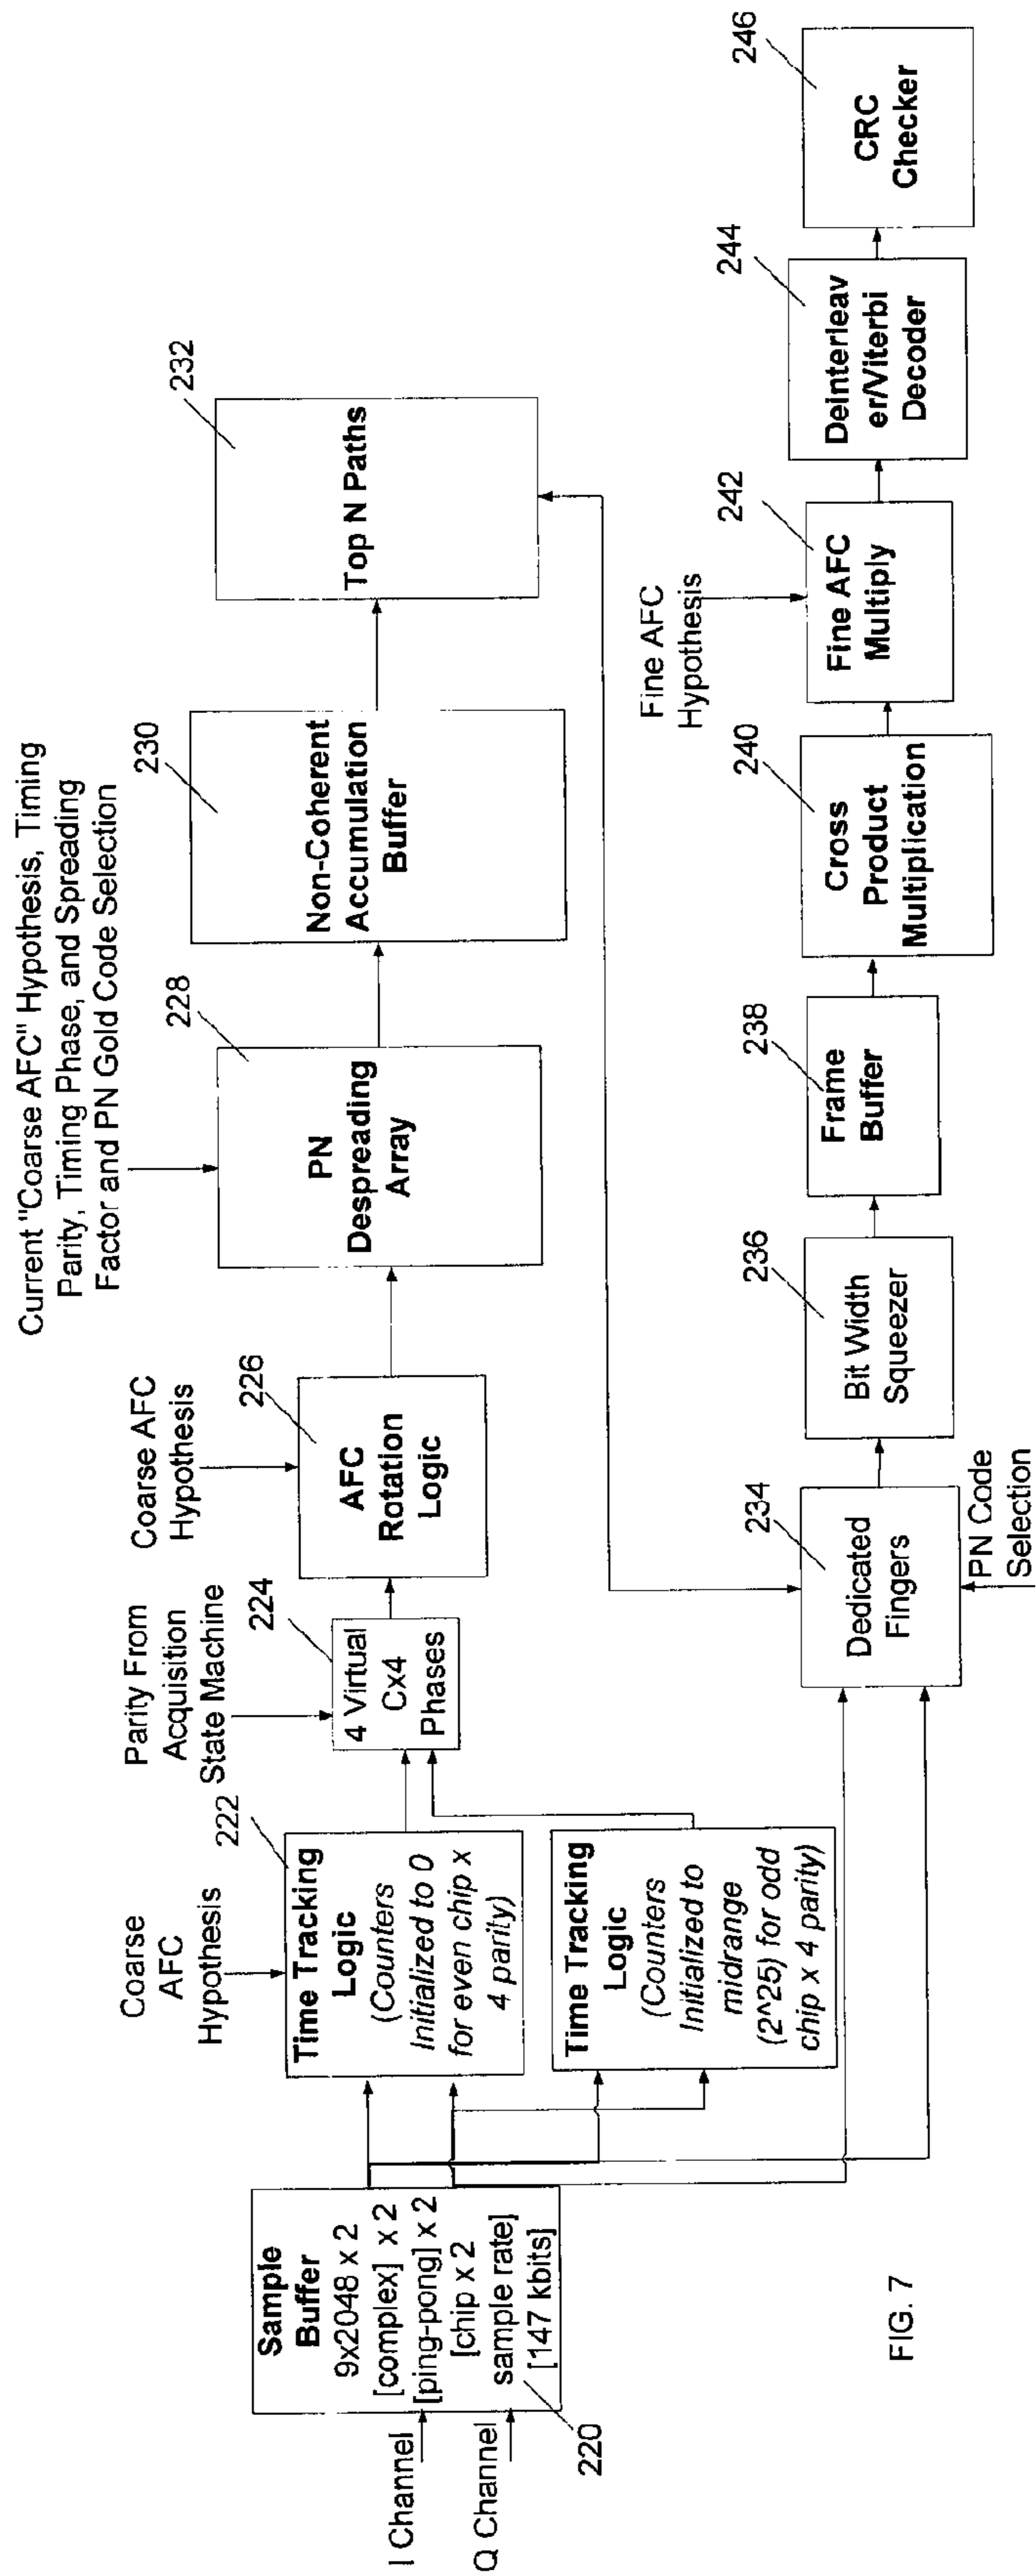 I Channel
Q Channel
Sample
Buffer
9x2048 x 2
[complex] x 2
[ping-pong] x 2
[chip x 2
sample rate]
[147 kbits]
220
Coarse
AFC
Hypothesis
222
Time Tracking
Logic
(Counters
Initialized to 0
for even chip x
4 parity)
Time Tracking
Logic
(Counters
Initialized to
midrange
(2^25) for odd
chip x 4 parity)
Parity From
Acquisition
State Machine
224
4 Virtual
Cx4
Phases
Coarse AFC
Hypothesis
226
AFC
Rotation
Logic
Current "Coarse AFC" Hypothesis, Timing
Parity, Timing Phase, and Spreading
Factor and PN Gold Code Selection
228
PN
Despreading
Array
230
Non-Coherent
Accumulation
Buffer
232
Top N Paths
234
Dedicated
Fingers
PN Code
Selection
236
Bit Width
Squeezer
238
Frame
Buffer
240
Cross
Product
Multiplication
Fine AFC
Hypothesis
242
Fine AFC
Multiply
244
Deinterleav
er/Viterbi
Decoder
246
CRC
Checker
FIG. 7